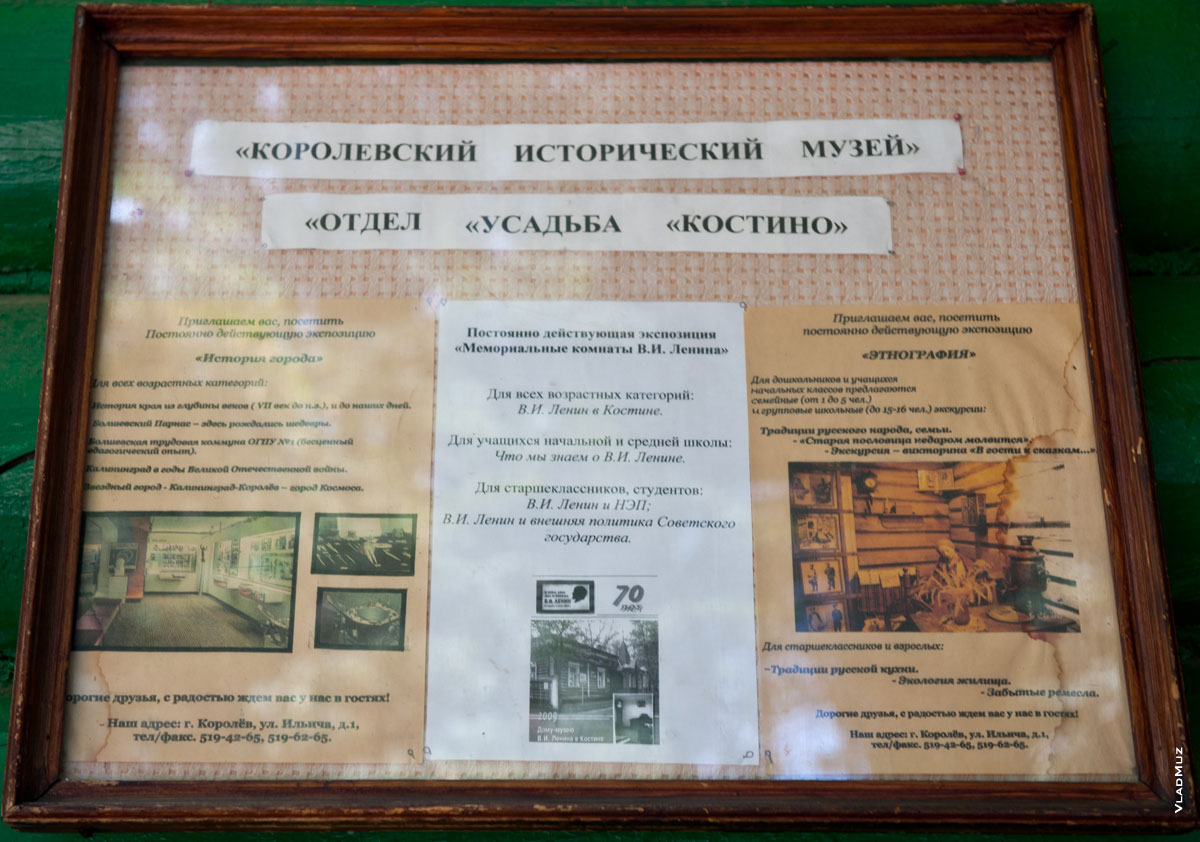 «КОРОЛЕВСКИЙ ИСТОРИЧЕСКИЙ МУЗЕЙ»
«ОТДЕЛ «УСАДЬБА «КОСТИНО»
Приглашаем вас, посетить
Постоянно действующую экспозицию
«История города»
Для всех возрастных категорий:
История края из глубины веков ( VII век до н.э.), и до наших дней.
Болшевский Парнас – здесь рождались шедевры.
Болшевская трудовая коммуна ОГПУ №1 (бесценный
педагогический опыт).
Калининград в годы Великой Отечественной войны.
Звездный город - Калининград-Королёв – город Космоса.
орогие друзья, с радостью ждем вас у нас в гостях!
- Наш адрес: г. Королёв, ул. Ильича, д.1,
тел/факс. 519-42-65, 519-62-65.
Постоянно действующая экспозиция
«Мемориальные комнаты В.И. Ленина»
Для всех возрастных категорий:
В.И. Ленин в Костине.
Для учащихся начальной и средней школы:
Что мы знаем о В.И. Ленине.
Для старшеклассников, студентов:
В.И. Ленин и НЭП;
В.И. Ленин и внешняя политика Советского
государства.
В.И. ЛЕНИН
70
лет
2009
Дому-музею
В.И. Ленина в Костине
Приглашаем вас, посетить
постоянно действующую экспозицию
«ЭТНОГРАФИЯ»
Для дошкольников и учащихся
начальных классов предлагаются
семейные (от 1 до 5 чел.)
и групповые школьные (до 15-16 чел.) экскурсии:
Традиции русского народа, семьи.
- «Старая пословица недаром молвится»
- Экскурсия – викторина «В гости к сказкам...»
Для старшеклассников и взрослых:
-Традиции русской кухни.
- Экология жилища.
- Забытые ремесла.
Дорогие друзья, с радостью ждем вас у нас в гостях!
Наш адрес: г. Королёв, ул. Ильича, д.1,
тел/факс. 519-42-65, 519-62-65.
VLADMUZ